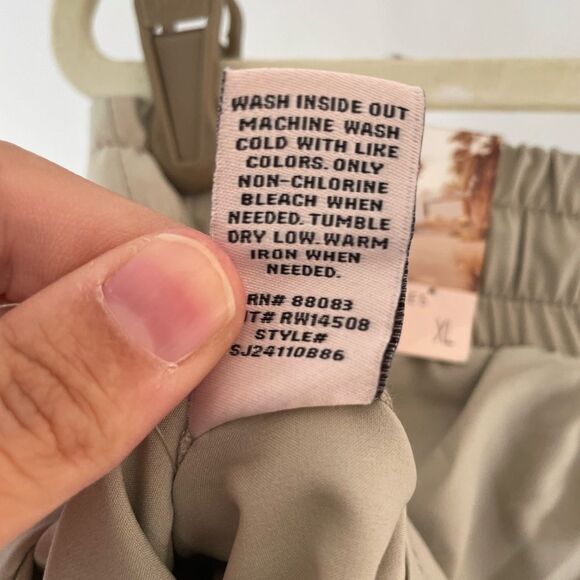 WASH INSIDE OUT
MACHINE WASH
COLD WITH LIKE
COLORS. ONLY
NON-CHLORINE
BLEACH WHEN
NEEDED. TUMBLE
DRY LOW. WARM
IRON WHEN
NEEDED.
RN# 88083
T# RW14508
STYLE#
SJ24110886
XL